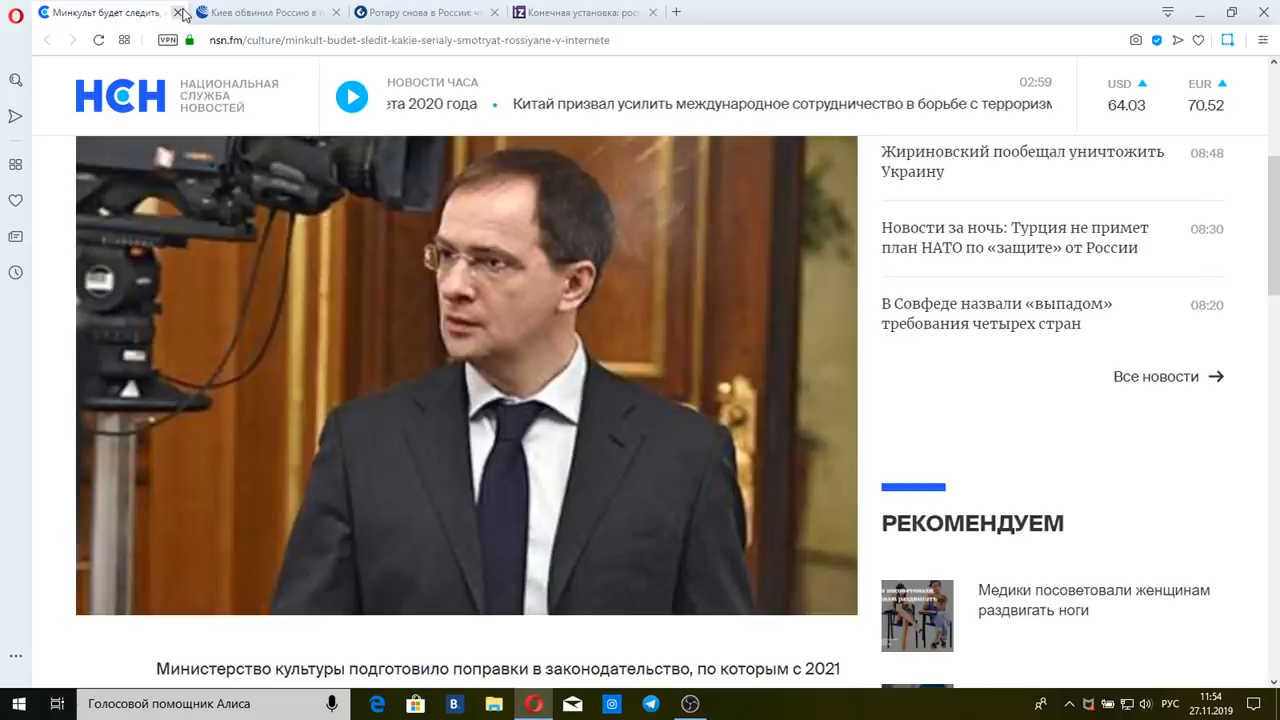 Минкульт будет следить,
Киев обвинил Россию в п
Ротару снова в России: ч
Конечная установка: рос
VPN
nsn.fm/culture/minkult-budet-sledit-kakie-serialy-smotryat-rossiyane-v-internete
НСН
НАЦИОНАЛЬНАЯ
СЛУЖБА
НОВОСТЕЙ
НОВОСТИ ЧАСА
02:59
ета 2020 года • Китай призвал усилить международное сотрудничество в борьбе с терроризм
USD
64.03
EUR
70.52
Жириновский пообещал уничтожить
Украину
08:48
Новости за ночь: Турция не примет
план НАТО по «защите» от России
08:30
В Совфеде назвали «выпадом»
требования четырех стран
08:20
Все новости
РЕКОМЕНДУЕМ
Медики посоветовали женщинам
раздвигать ноги
Министерство культуры подготовило поправки в законодательство, по которым с 2021
Голосовой помощник Алиса
РУС
11:54
27.11.2019